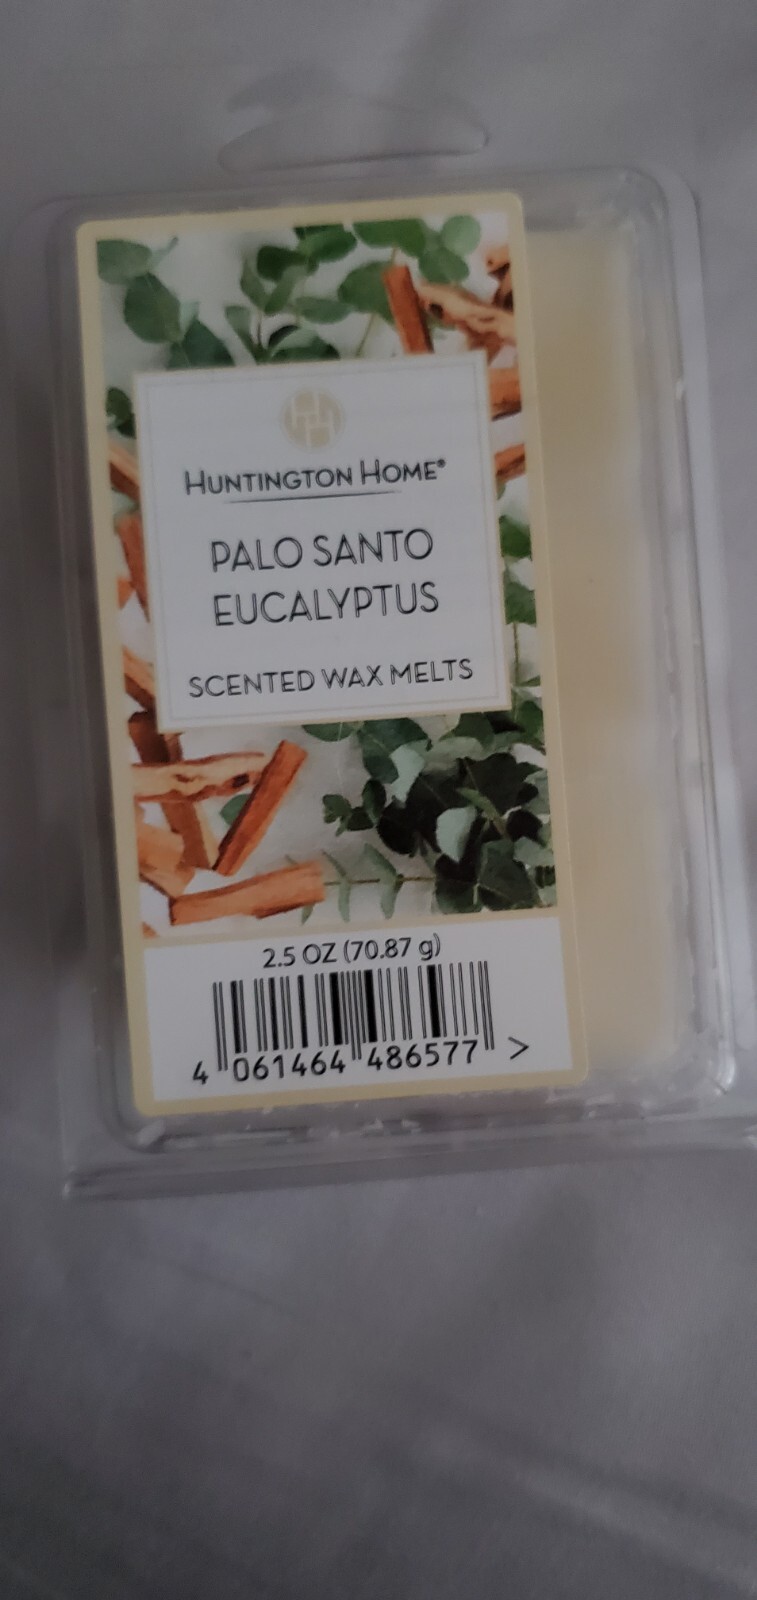 HUNTINGTON HOME®
PALO SANTO
EUCALYPTUS
SCENTED WAX MELTS
2.5 OZ (70.87 g)
4 061464 486577 >